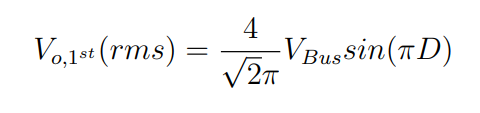 $V_{o,1^{st}}(rms) = \frac{4}{\sqrt{2}\pi} V_{Bus} sin(\pi D)$